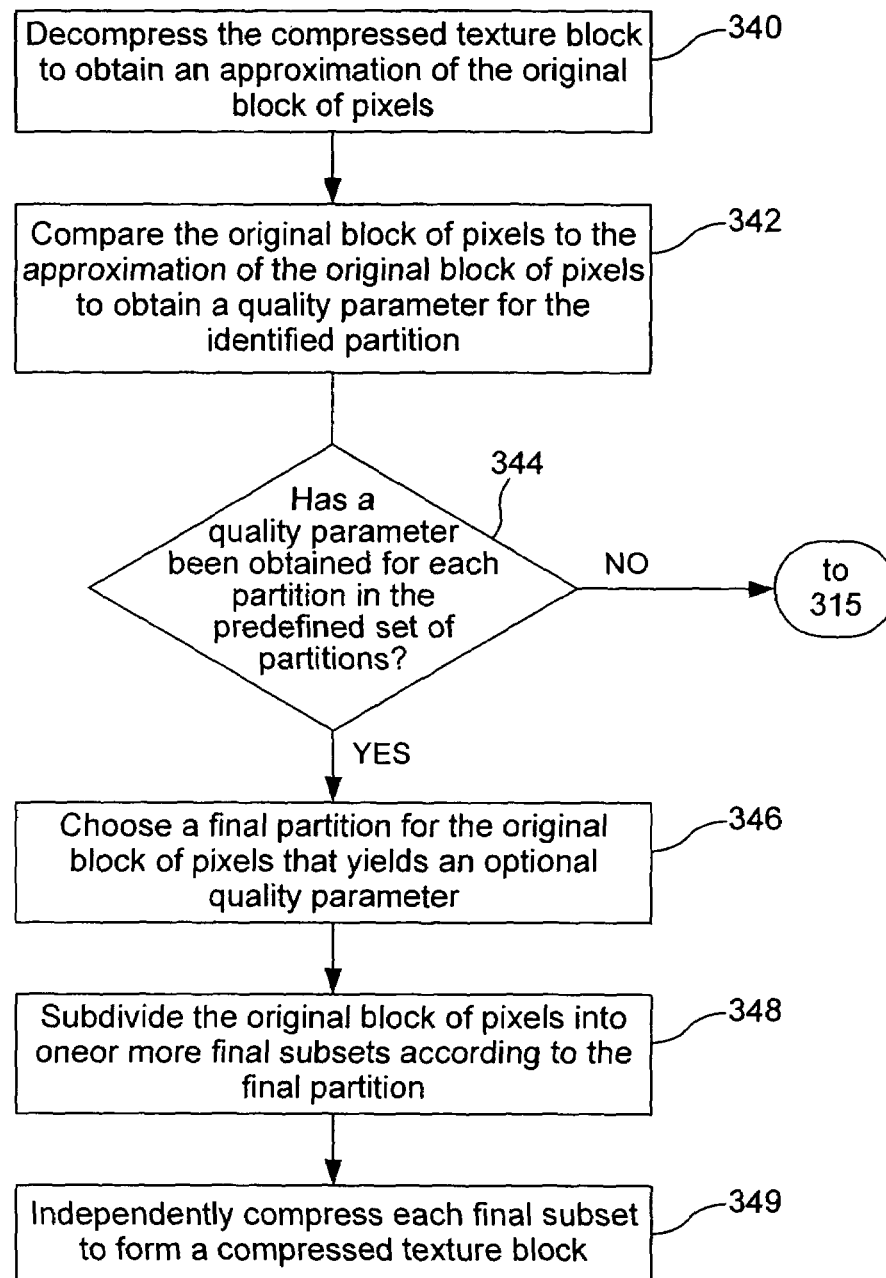 Decompress the compressed texture block
to obtain an approximation of the original
block of pixels
340
Compare the original block of pixels to the
approximation of the original block of pixels
to obtain a quality parameter for the
identified partition
342
344
Has a
quality parameter
been obtained for each
partition in the
predefined set of
partitions?
NO
to
315
YES
Choose a final partition for the original
block of pixels that yields an optional
quality parameter
346
Subdivide the original block of pixels into
oneor more final subsets according to the
final partition
348
Independently compress each final subset
to form a compressed texture block
349